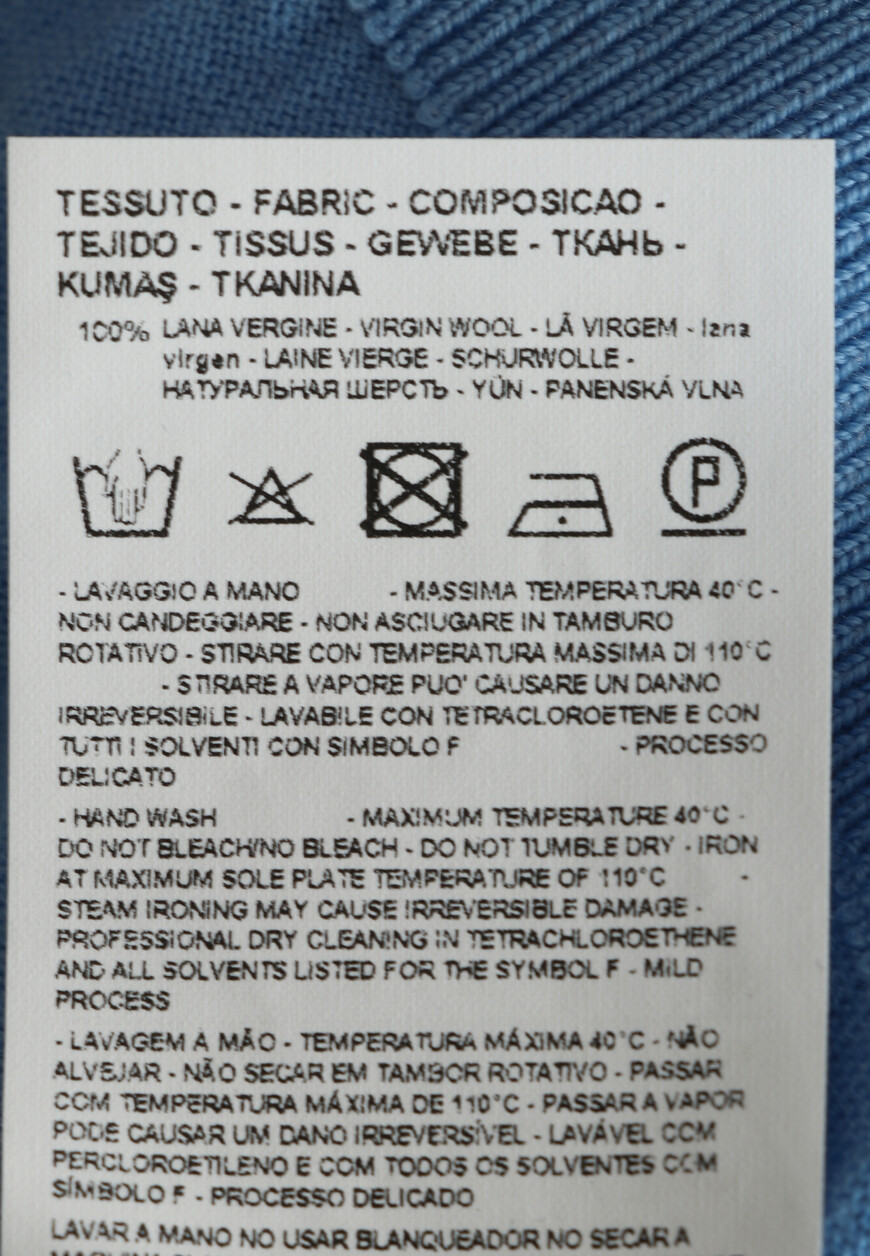 TESSUTO - FABRIC - COMPOSICAO -
TEJIDO - TISSUS - GEWEBE - ТКАНЬ -
KUMAŞ - TKANINA
100% LANA VERGINE - VIRGIN WOOL - LÃ VIRGEM - lana
virgen - LAINE VIERGE - SCHURWOLLE -
НАТУРАЛЬНАЯ ШЕРСТЬ - YÜN - PANENSKÁ VLNA
P
- LAVAGGIO A MANO - MASSIMA TEMPERATURA 40°C -
NON CANDEGGIARE - NON ASCIUGARE IN TAMBURO
ROTATIVO - STIRARE CON TEMPERATURA MASSIMA DI 110°C
- STIRARE A VAPORE PUO' CAUSARE UN DANNO
IRREVERSIBILE - LAVABILE CON TETRACLOROETENE E CON
TUTTI I SOLVENTI CON SIMBOLO F - PROCESSO
DELICATO
- HAND WASH - MAXIMUM TEMPERATURE 40°C -
DO NOT BLEACH/NO BLEACH - DO NOT TUMBLE DRY - IRON
AT MAXIMUM SOLE PLATE TEMPERATURE OF 110°C -
STEAM IRONING MAY CAUSE IRREVERSIBLE DAMAGE -
PROFESSIONAL DRY CLEANING IN TETRACHLOROETHENE
AND ALL SOLVENTS LISTED FOR THE SYMBOL F - MILD
PROCESS
- LAVAGEM A MÃO - TEMPERATURA MÁXIMA 40°C - NÃO
ALVEJAR - NÃO SECAR EM TAMBOR ROTATIVO - PASSAR
COM TEMPERATURA MÁXIMA DE 110°C - PASSAR A VAPOR
PODE CAUSAR UM DANO IRREVERSÍVEL - LAVÁVEL COM
PERCLOROETILENO E COM TODOS OS SOLVENTES COM
SÍMBOLO F - PROCESSO DELICADO
LAVAR A MANO NO USAR BLANQUEADOR NO SECAR A